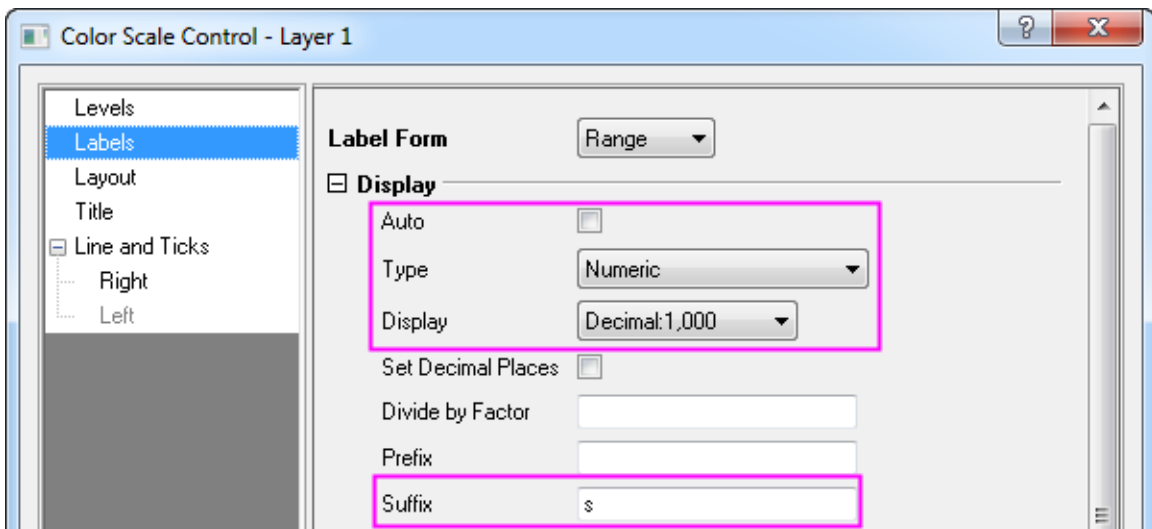 Color Scale Control - Layer 1
Levels
Labels
Layout
Title
Line and Ticks
Right
Left
Label Form Range
Display
Auto
Type Numeric
Display Decimal:1,000
Set Decimal Places
Divide by Factor
Prefix
Suffix s